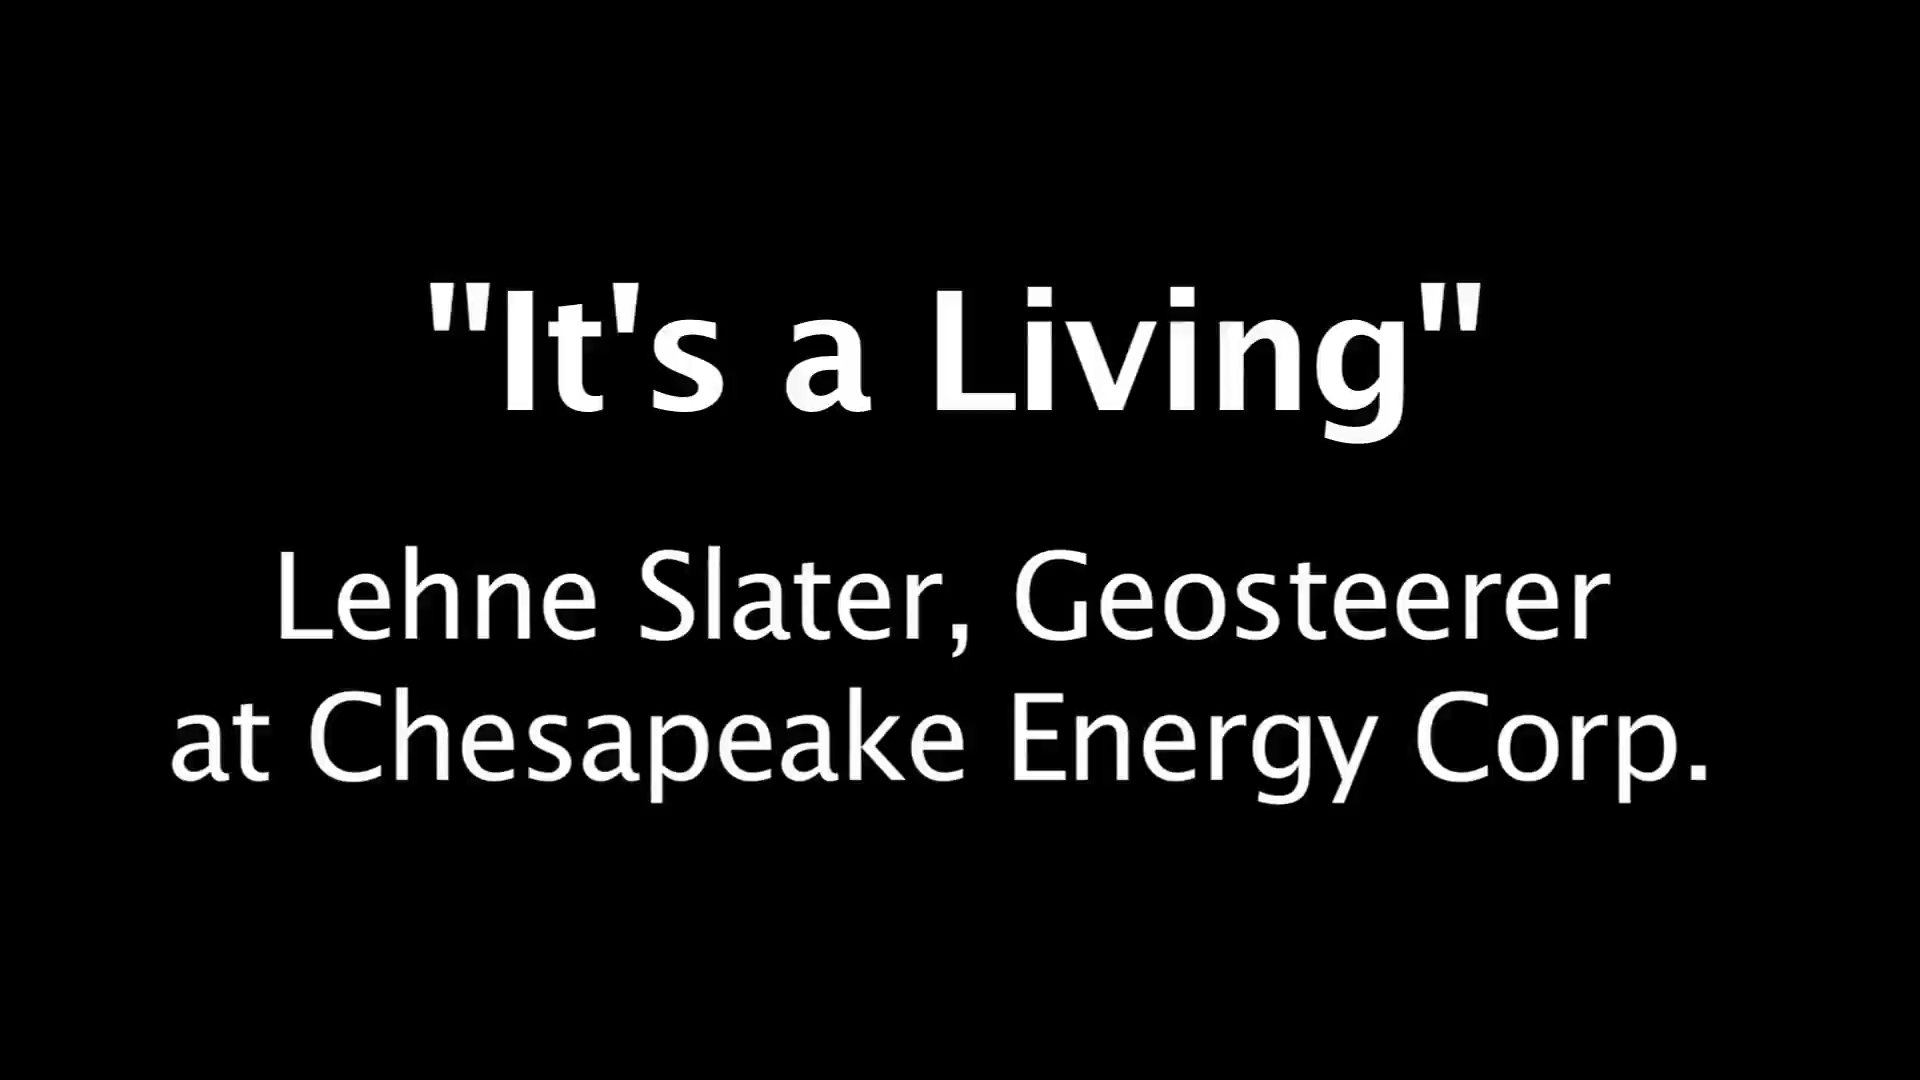 "It's a Living"
Lehne Slater, Geosteerer
at Chesapeake Energy Corp.